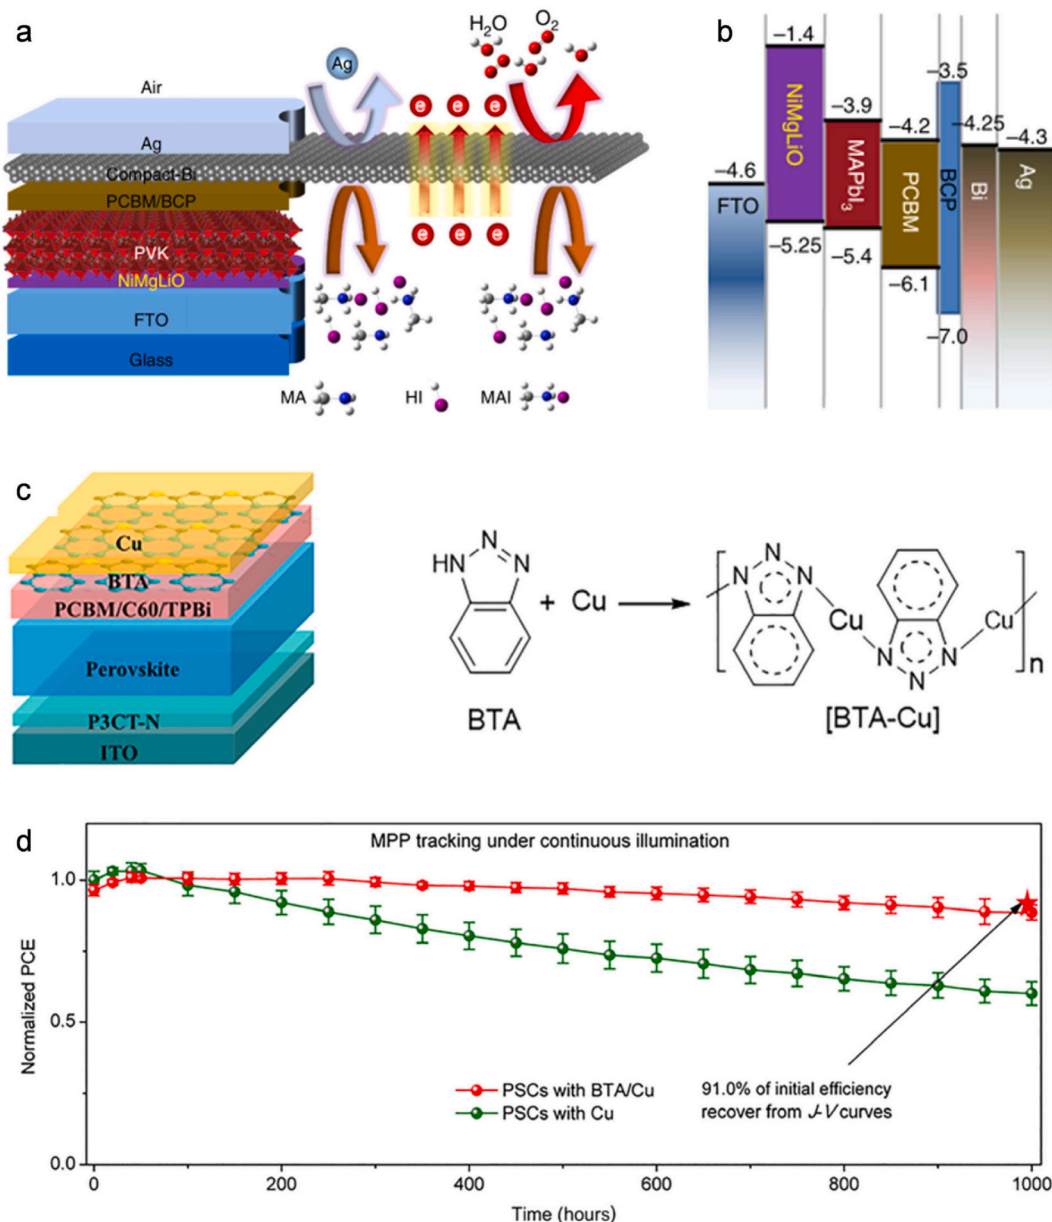 a
H₂O
O₂
Ag
Air
e e e
Ag
Compact-Bi
PCBM/BCP
PVK
e e e
NiMgLiO
FTO
Glass
MA
HI
MAI
b
−1.4
−3.5
−3.9
−4.2
−4.25
−4.3
−4.6
NiMgLiO
MAPbI₃
PCBM
BCP
Bi
Ag
FTO
−5.25
−5.4
−6.1
−7.0
c
Cu
BTA
PCBM/C60/TPBi
Perovskite
P3CT-N
ITO
N
HN
N
+ Cu
BTA
N
N
N
Cu
N
N
N
Cu
n
[BTA-Cu]
d
MPP tracking under continuous illumination
1.0
0.5
0.0
Normalized PCE
PSCs with BTA/Cu
PSCs with Cu
91.0% of initial efficiency
recover from J-V curves
0 200 400 600 800 1000
Time (hours)